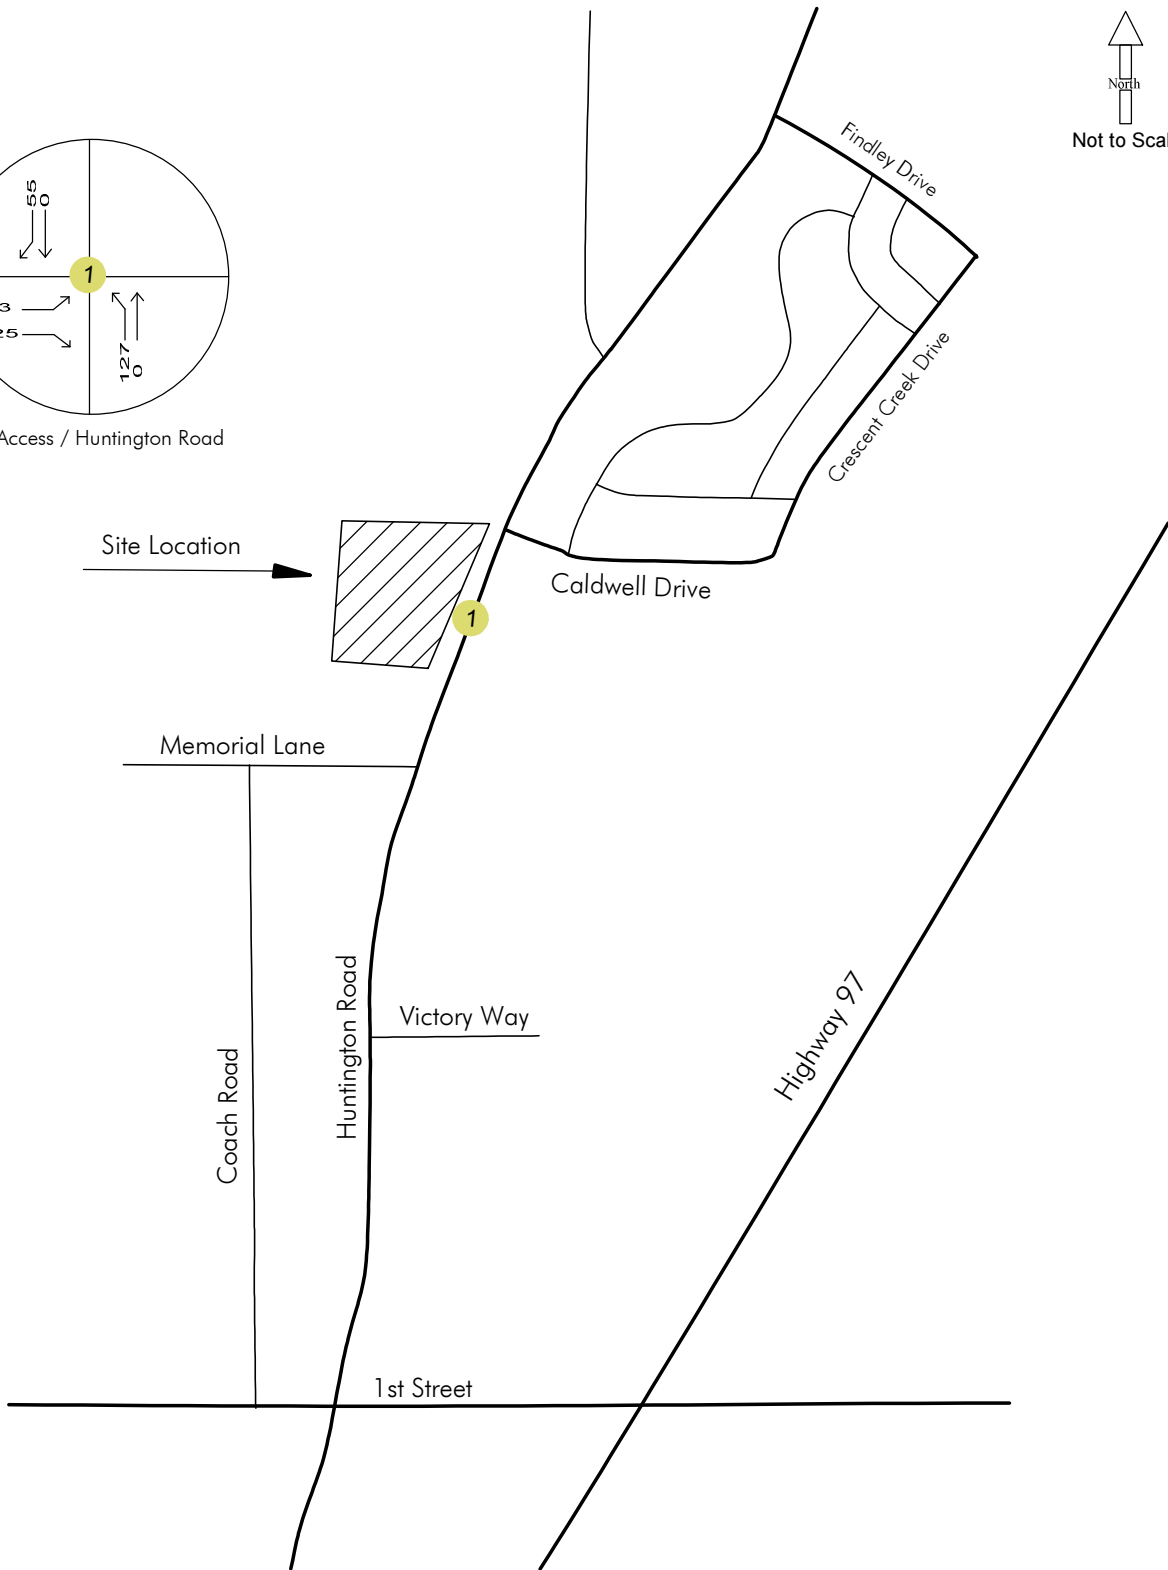 North
Not to Scal
Findley Drive
55
0
1
3
25
127
0
Access / Huntington Road
Crescent Creek Drive
Site Location
Caldwell Drive
1
Memorial Lane
Huntington Road
Victory Way
Highway 97
Coach Road
1st Street